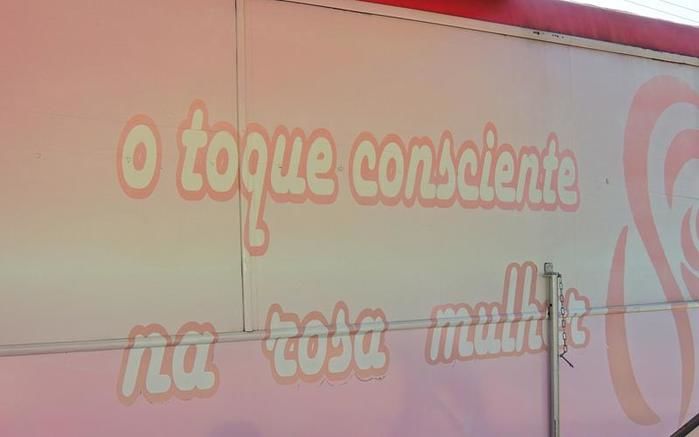 o toque consciente
na rosa mulher